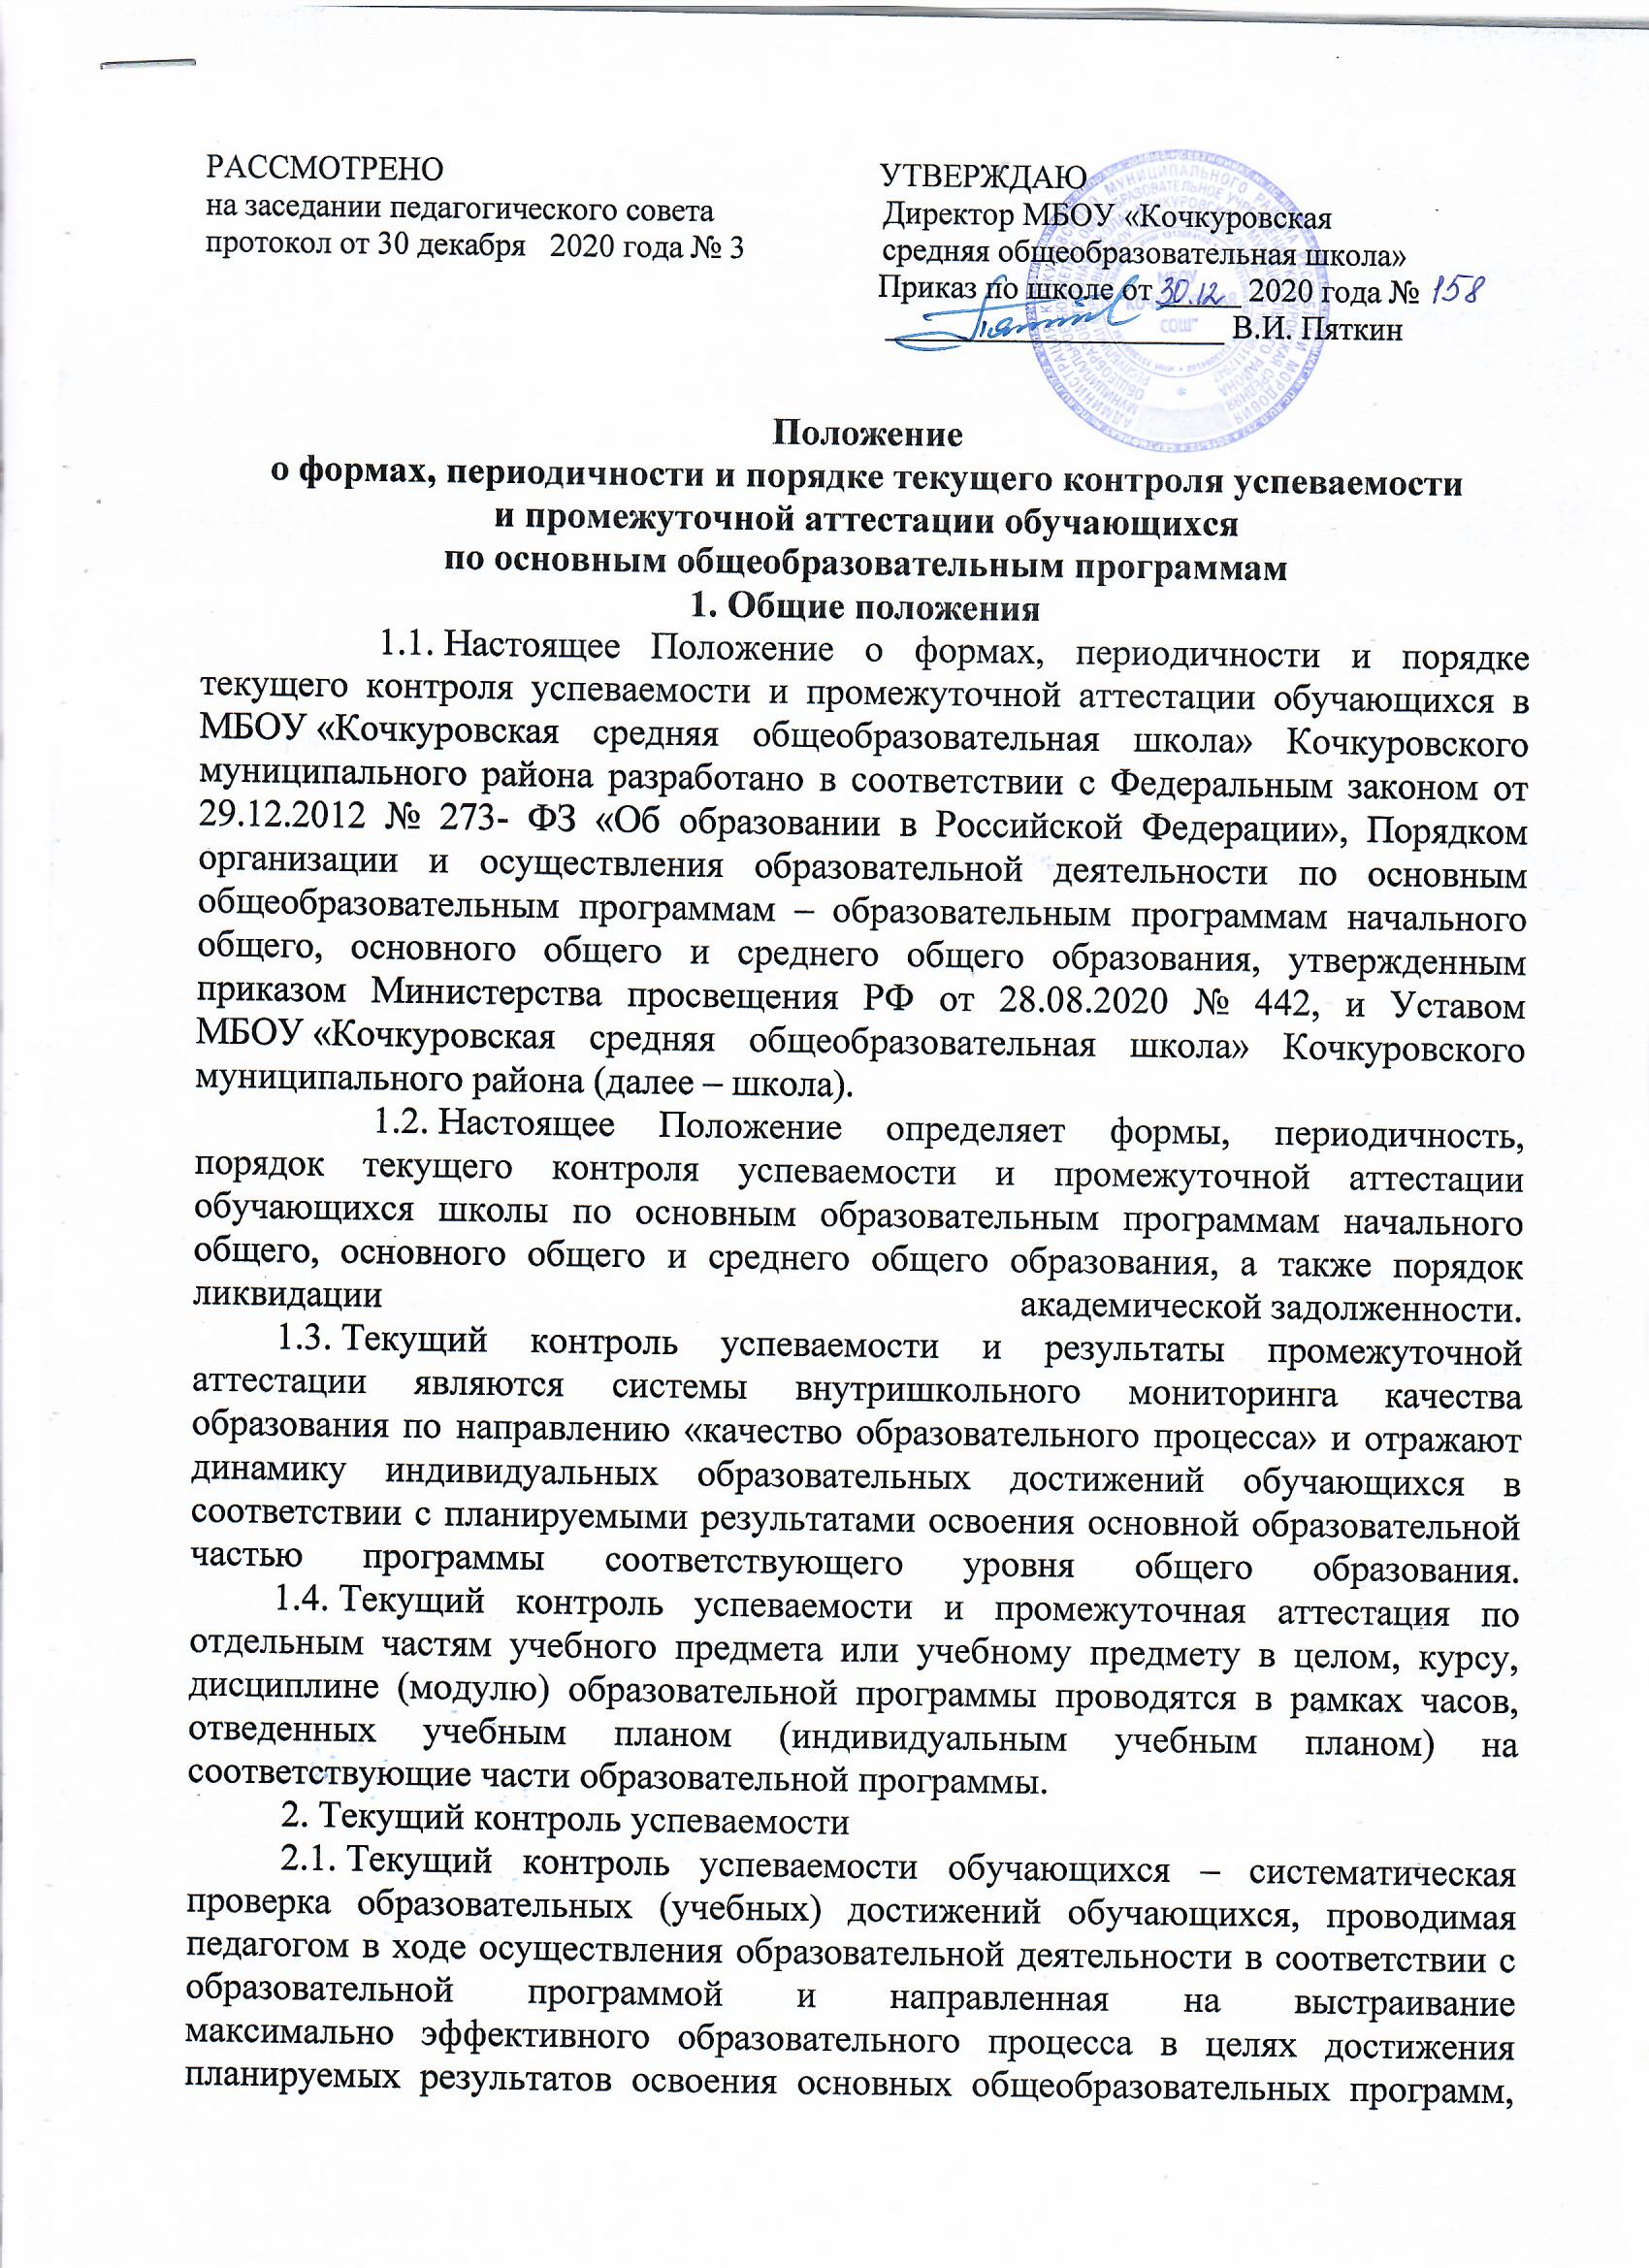 РАССМОТРЕНО
на заседании педагогического совета
протокол от 30 декабря 2020 года № 3
УТВЕРЖДАЮ
Директор МБОУ «Кочкуровская
средняя общеобразовательная школа»
Приказ по школе от 30.12 2020 года № 158
В.И. Пяткин
МБОУ
СОШ"
Положение
о формах, периодичности и порядке текущего контроля успеваемости
и промежуточной аттестации обучающихся
по основным общеобразовательным программам
1. Общие положения
1.1. Настоящее Положение о формах, периодичности и порядке
текущего контроля успеваемости и промежуточной аттестации обучающихся в
МБОУ «Кочкуровская средняя общеобразовательная школа» Кочкуровского
муниципального района разработано в соответствии с Федеральным законом от
29.12.2012 № 273- ФЗ «Об образовании в Российской Федерации», Порядком
организации и осуществления образовательной деятельности по основным
общеобразовательным программам – образовательным программам начального
общего, основного общего и среднего общего образования, утвержденным
приказом Министерства просвещения РФ от 28.08.2020 № 442, и Уставом
МБОУ «Кочкуровская средняя общеобразовательная школа» Кочкуровского
муниципального района (далее – школа).
1.2. Настоящее Положение определяет формы, периодичность,
порядок текущего контроля успеваемости и промежуточной аттестации
обучающихся школы по основным образовательным программам начального
общего, основного общего и среднего общего образования, а также порядок
ликвидации академической задолженности.
1.3. Текущий контроль успеваемости и результаты промежуточной
аттестации являются системы внутришкольного мониторинга качества
образования по направлению «качество образовательного процесса» и отражают
динамику индивидуальных образовательных достижений обучающихся в
соответствии с планируемыми результатами освоения основной образовательной
частью программы соответствующего уровня общего образования.
1.4. Текущий контроль успеваемости и промежуточная аттестация по
отдельным частям учебного предмета или учебному предмету в целом, курсу,
дисциплине (модулю) образовательной программы проводятся в рамках часов,
отведенных учебным планом (индивидуальным учебным планом) на
соответствующие части образовательной программы.
2. Текущий контроль успеваемости
2.1. Текущий контроль успеваемости обучающихся – систематическая
проверка образовательных (учебных) достижений обучающихся, проводимая
педагогом в ходе осуществления образовательной деятельности в соответствии с
образовательной программой и направленная на выстраивание
максимально эффективного образовательного процесса в целях достижения
планируемых результатов освоения основных общеобразовательных программ,